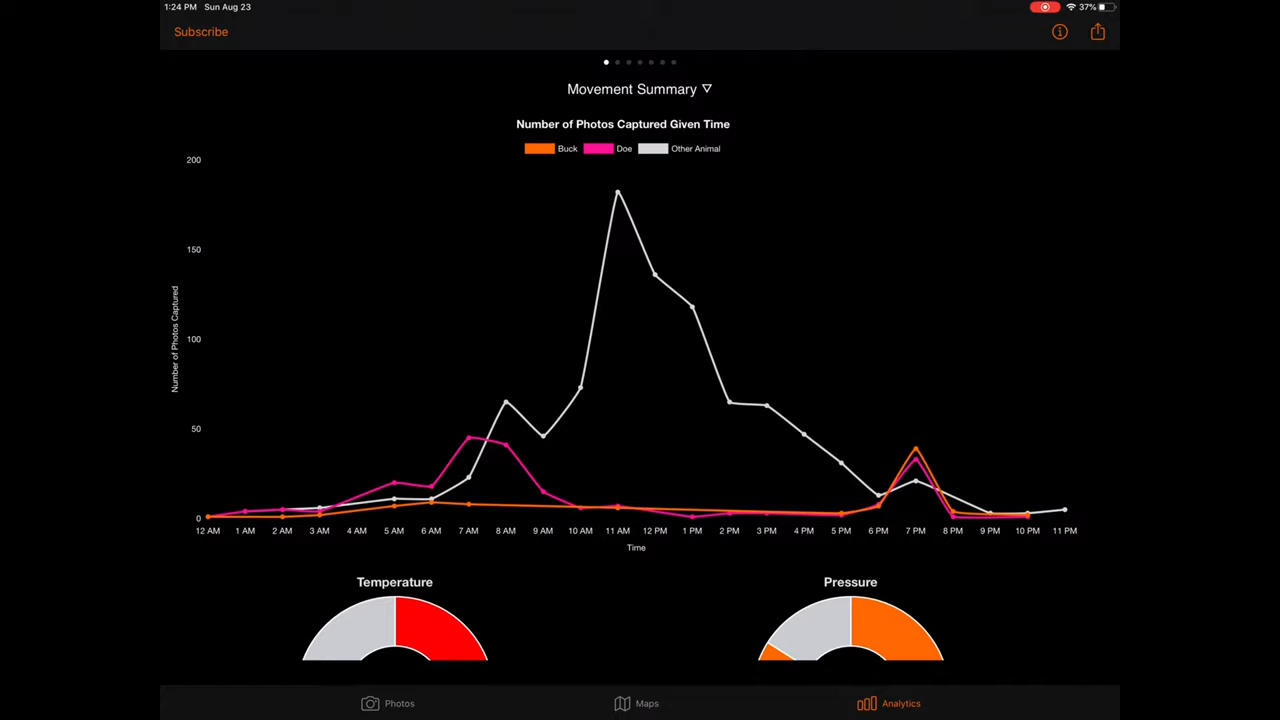 1:24 PM Sun Aug 23
37%
Subscribe
Movement Summary
Number of Photos Captured Given Time
Buck Doe Other Animal
200
150
100
50
0
Number of Photos Captured
12 AM 1 AM 2 AM 3 AM 4 AM 5 AM 6 AM 7 AM 8 AM 9 AM 10 AM 11 AM 12 PM 1 PM 2 PM 3 PM 4 PM 5 PM 6 PM 7 PM 8 PM 9 PM 10 PM 11 PM
Time
Temperature Pressure
Photos Maps Analytics